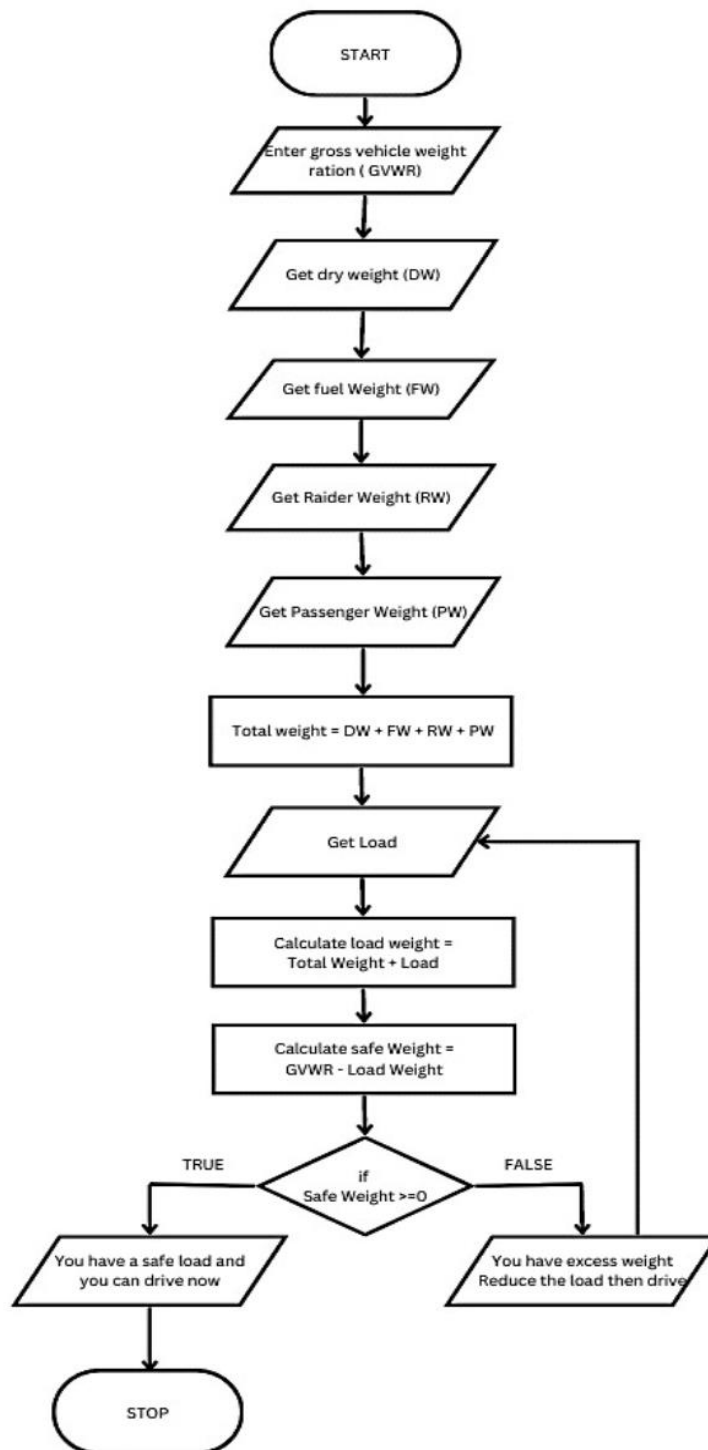 START
Enter gross vehicle weight
ration ( GVWR)
Get dry weight (DW)
Get fuel Weight (FW)
Get Raider Weight (RW)
Get Passenger Weight (PW)
Total weight = DW + FW + RW + PW
Get Load
Calculate load weight =
Total Weight + Load
Calculate safe Weight =
GVWR - Load Weight
TRUE
if
Safe Weight >=0
FALSE
You have a safe load and
you can drive now
You have excess weight
Reduce the load then drive
STOP